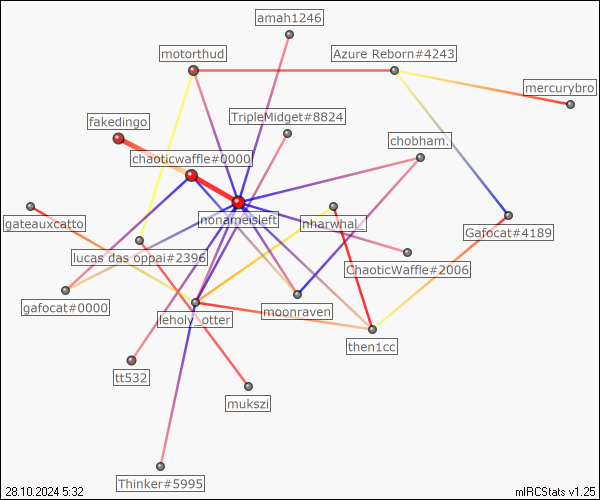 amah1246
motorthud
Azure Reborn#4243
mercurybro
fakedingo
TripleMidget#8824
chobham.
chaoticwaffle#0000
gateauxcatto
nonameisleft
nharwhal_
Gafocat#4189
lucas das oppai#2396
ChaoticWaffle#2006
gafocat#0000
leholy_otter
moonraven
then1cc
tt532
mukszi
Thinker#5995
28.10.2024 5:32
mIRCStats v1.25